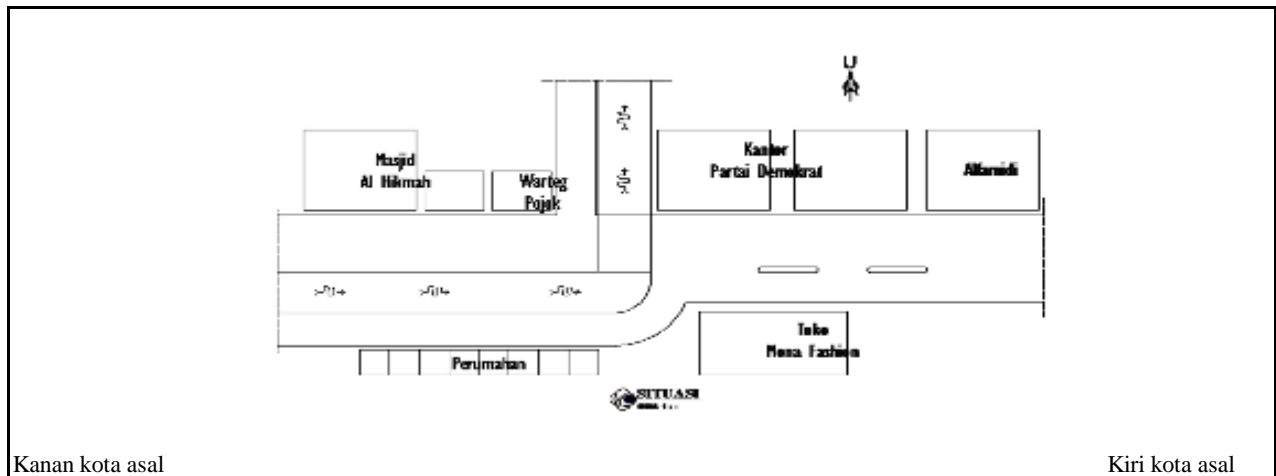 U
Masjid
Al Hikmah
Warteg
Pojok
Kantor
Partai Demokrat
Alfamidi
Perumahan
Toko
Mona Fashion
SITUASI
Kanan kota asal
Kiri kota asal